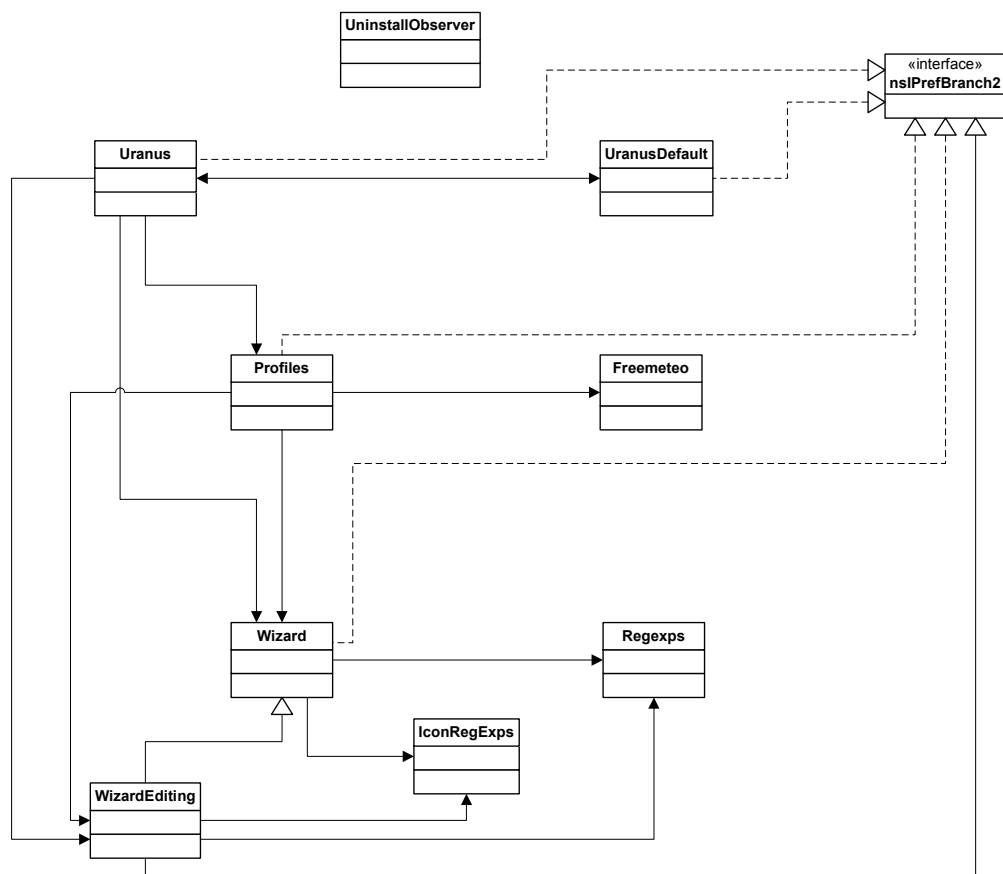 UninstallObserver
«interface»
nsIPrefBranch2
Uranus
UranusDefault
Profiles
Freemeteo
Wizard
Regexps
IconRegExps
WizardEditing